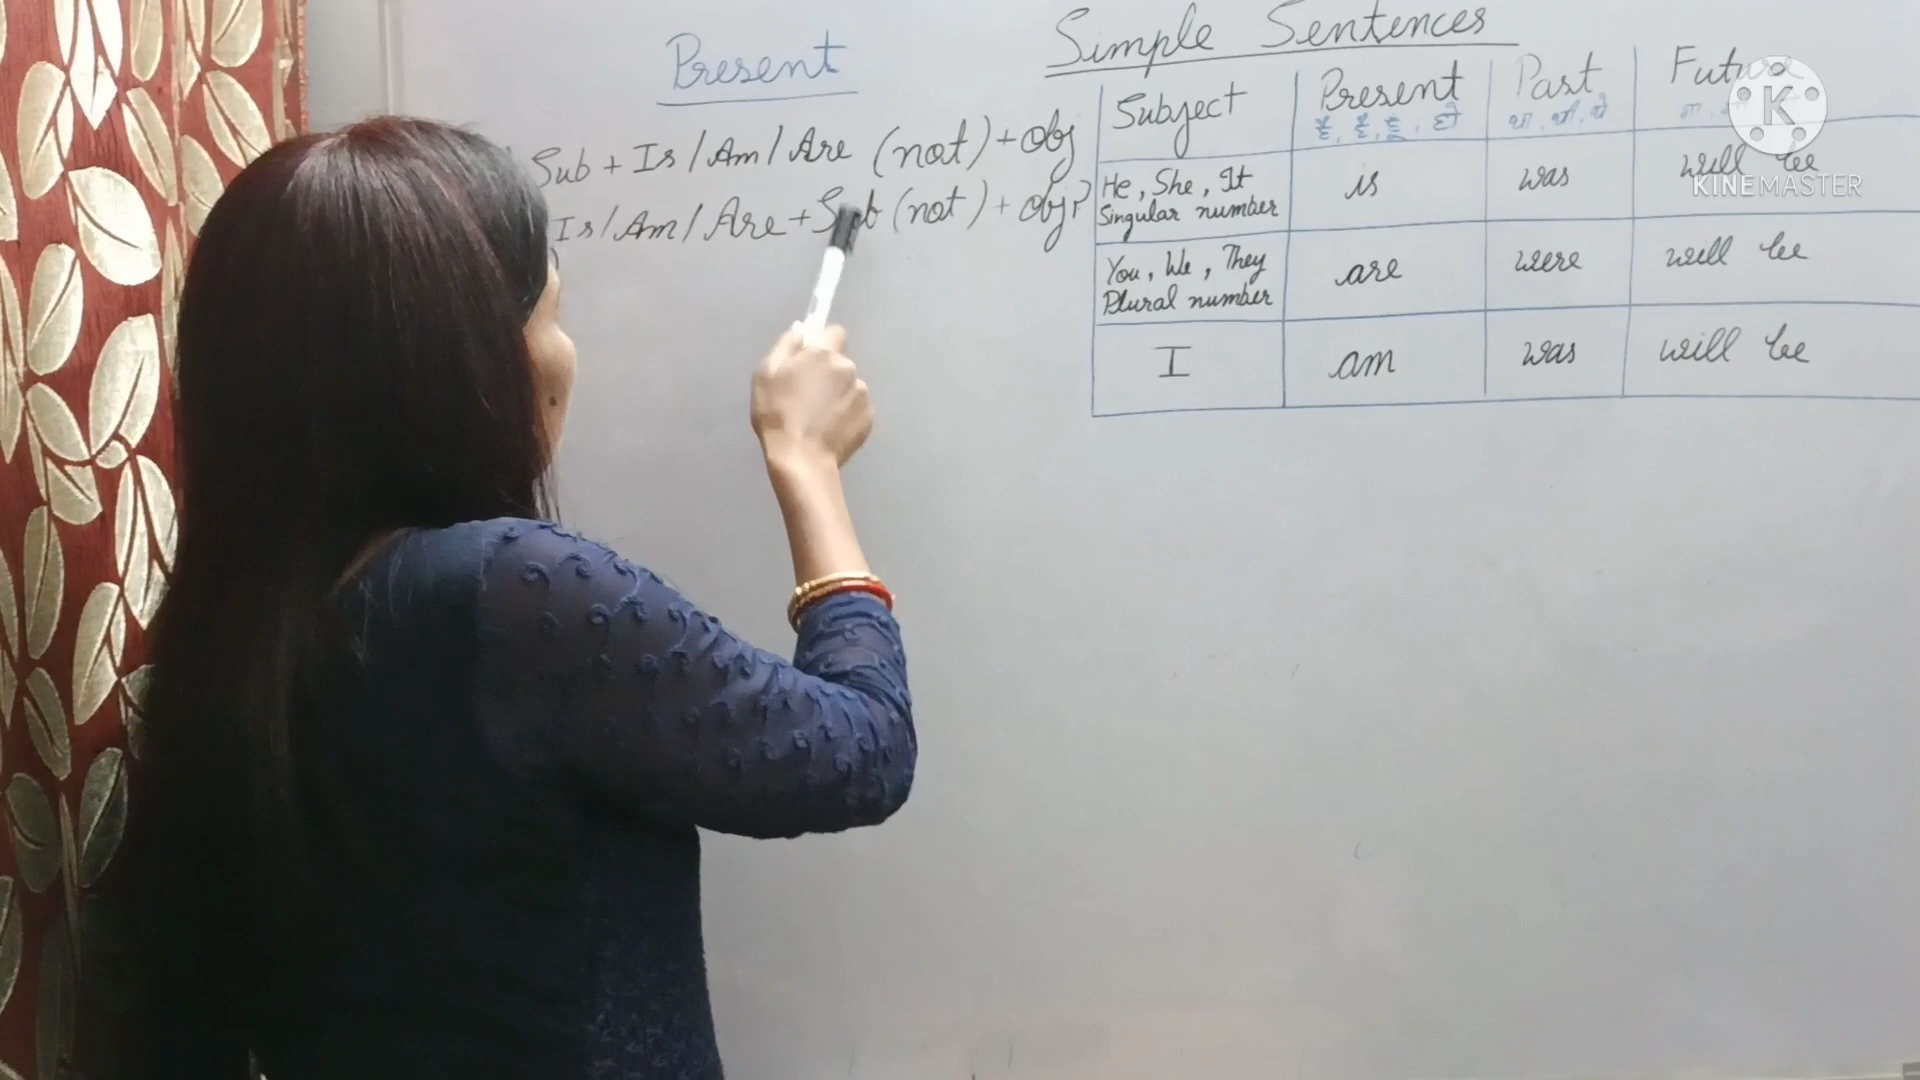 Simple Sentences
Present
Sub + Is / Am / Are (not) + Obj
Is / Am / Are + Sub (not) + Obj?
Subject Present Past Future
है, हैं, हूँ, हो था, थी, थे
He, She, It is was will be
Singular number
You, We, They are were will be
Plural number
I am was will be
K
KINEMASTER